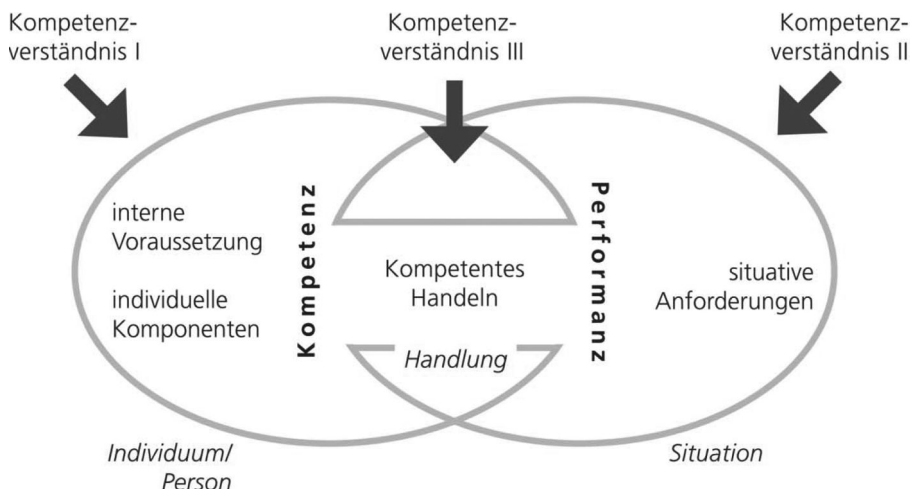 Kompetenz-
verständnis I
Kompetenz-
verständnis III
Kompetenz-
verständnis II
interne
Voraussetzung
individuelle
Komponenten
Kompetenz
Kompetentes
Handeln
Handlung
Performanz
situative
Anforderungen
Individuum/
Person
Situation